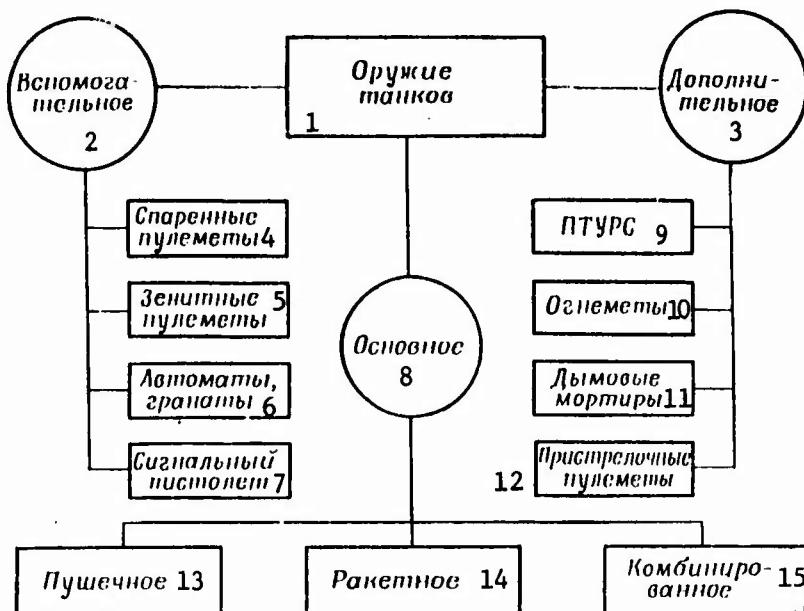 Вспомога-
тельное
2
Оружие
танков
1
Дополни-
тельное
3
Спаренные
пулеметы 4
Зенитные 5
пулеметы
Автоматы,
гранаты 6
Сигнальный
пистолет 7
Основное
8
ПТУРС 9
Огнеметы 10
Дымовые
мортиры 11
Пристрелочные
12 пулеметы
Пушечное 13
Ракетное 14
Комбиниро-
ванное 15